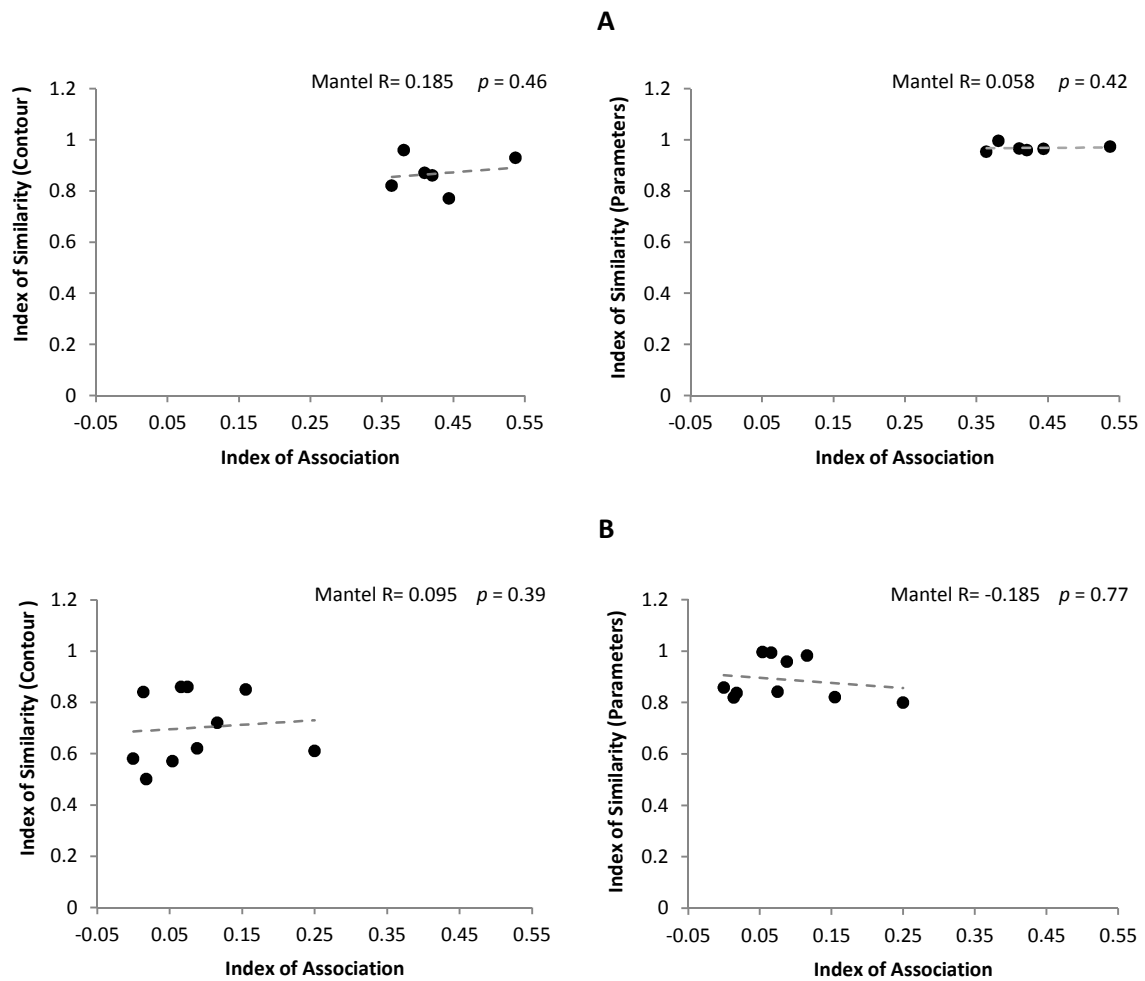 A
Mantel R= 0.185 p = 0.46
Index of Similarity (Contour )
1.2
1
0.8
0.6
0.4
0.2
0
-0.05 0.05 0.15 0.25 0.35 0.45 0.55
Index of Association
Mantel R= 0.058 p = 0.42
Index of Similarity (Parameters)
1.2
1
0.8
0.6
0.4
0.2
0
-0.05 0.05 0.15 0.25 0.35 0.45 0.55
Index of Association
B
Mantel R= 0.095 p = 0.39
Index of Similarity (Contour )
1.2
1
0.8
0.6
0.4
0.2
0
-0.05 0.05 0.15 0.25 0.35 0.45 0.55
Index of Association
Mantel R= -0.185 p = 0.77
Index of Similarity (Parameters)
1.2
1
0.8
0.6
0.4
0.2
0
-0.05 0.05 0.15 0.25 0.35 0.45 0.55
Index of Association